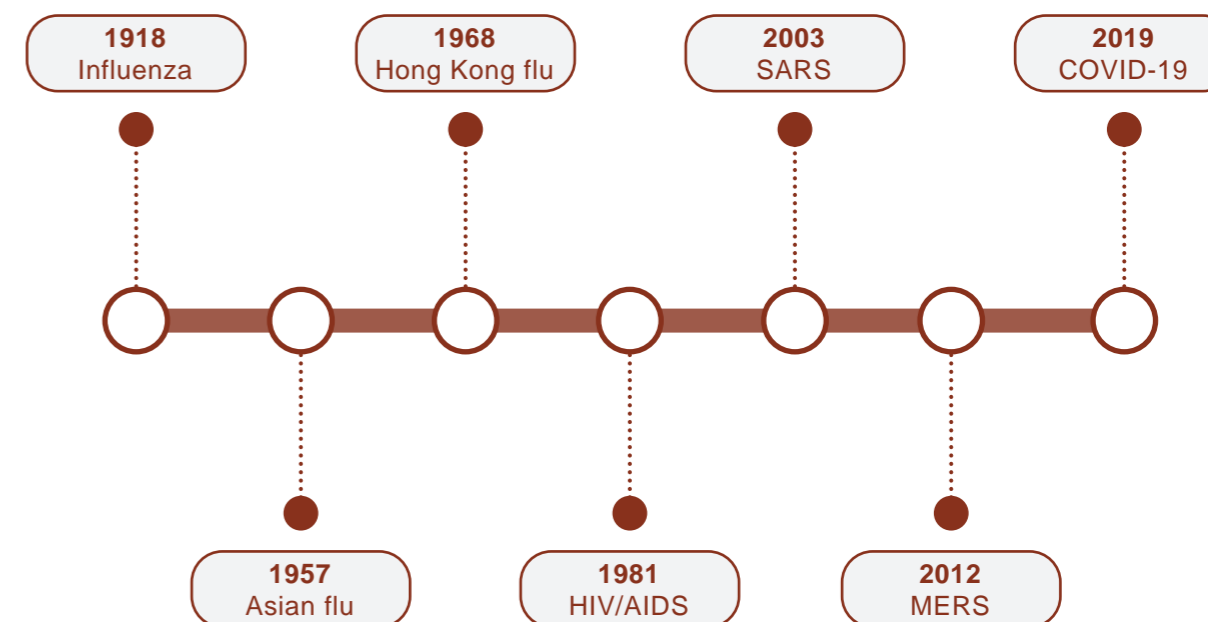 1918
Influenza
1968
Hong Kong flu
2003
SARS
2019
COVID-19
1957
Asian flu
1981
HIV/AIDS
2012
MERS